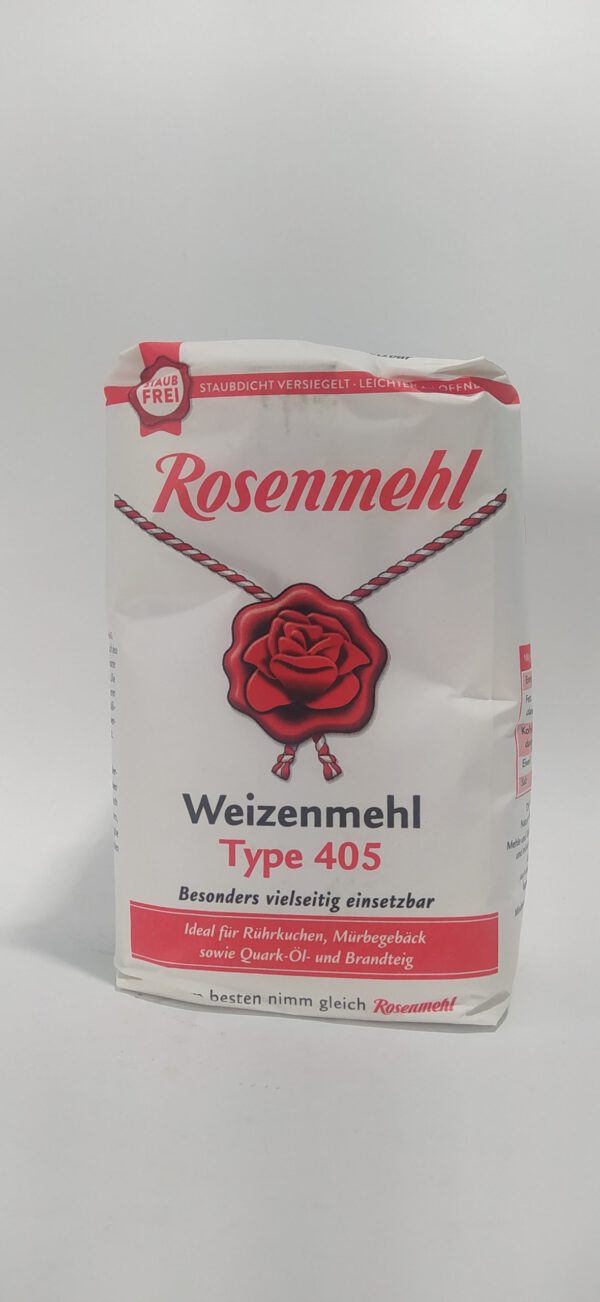 STAUB
FREI
STAUBDICHT VERSIEGELT · LEICHTER
Rosenmehl
Weizenmehl
Type 405
Besonders vielseitig einsetzbar
Ideal für Rührkuchen, Mürbegebäck
sowie Quark-Öl- und Brandteig
besten nimm gleich Rosenmehl